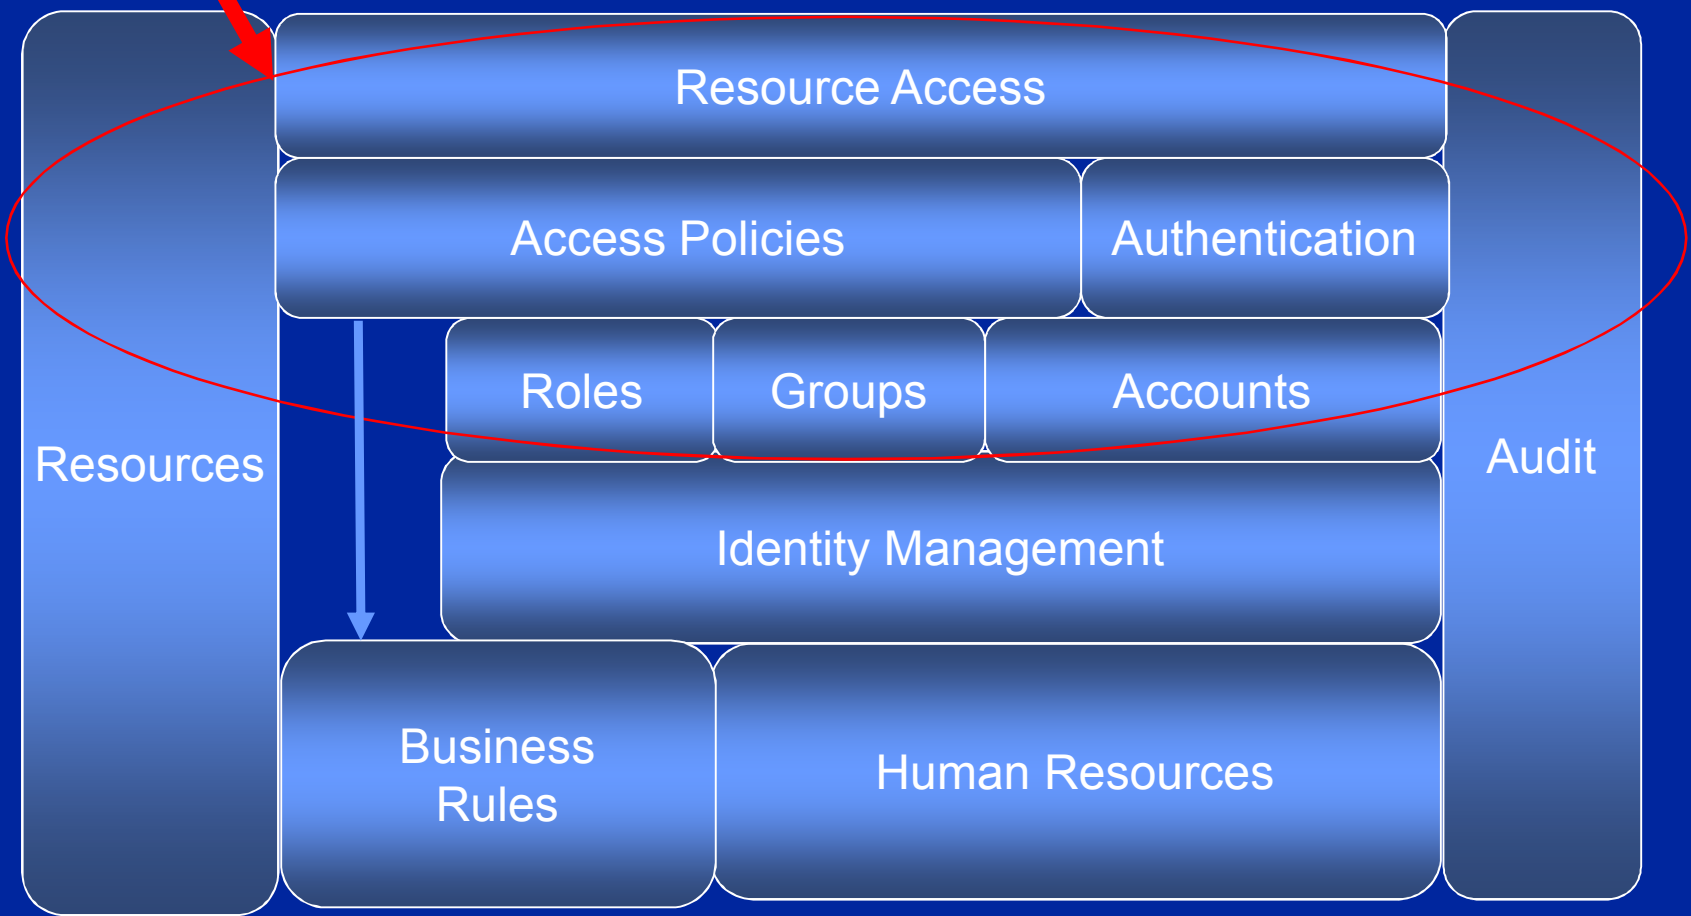 Resource Access
Access Policies
Authentication
Roles
Groups
Accounts
Resources
Audit
Identity Management
Business
Rules
Human Resources